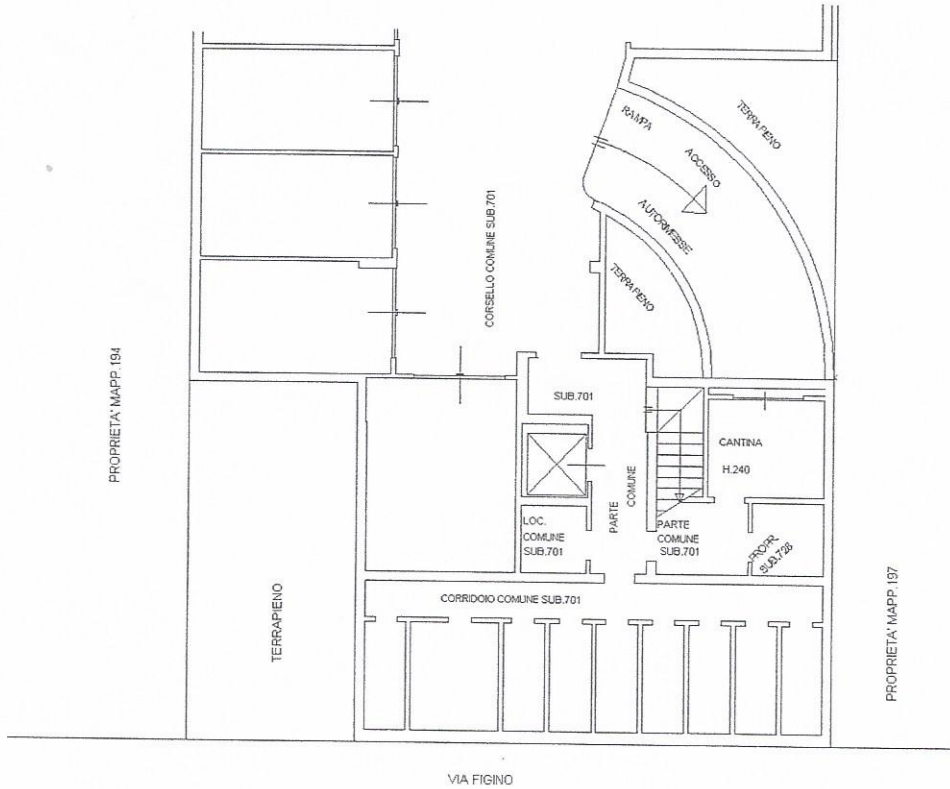 RAMPA
ACCESSO
AUTORIMESSE
TERRAPIENO
TERRAPIENO
CORSELLO COMUNE SUB.701
PROPRIETA' MAPP.194
SUB.701
CANTINA
H.240
PARTE
COMUNE
LOC.
COMUNE
SUB.701
PARTE
COMUNE
SUB.701
PROPR.
SUB.726
CORRIDOIO COMUNE SUB.701
TERRAPIENO
PROPRIETA' MAPP.197
VIA FIGINO